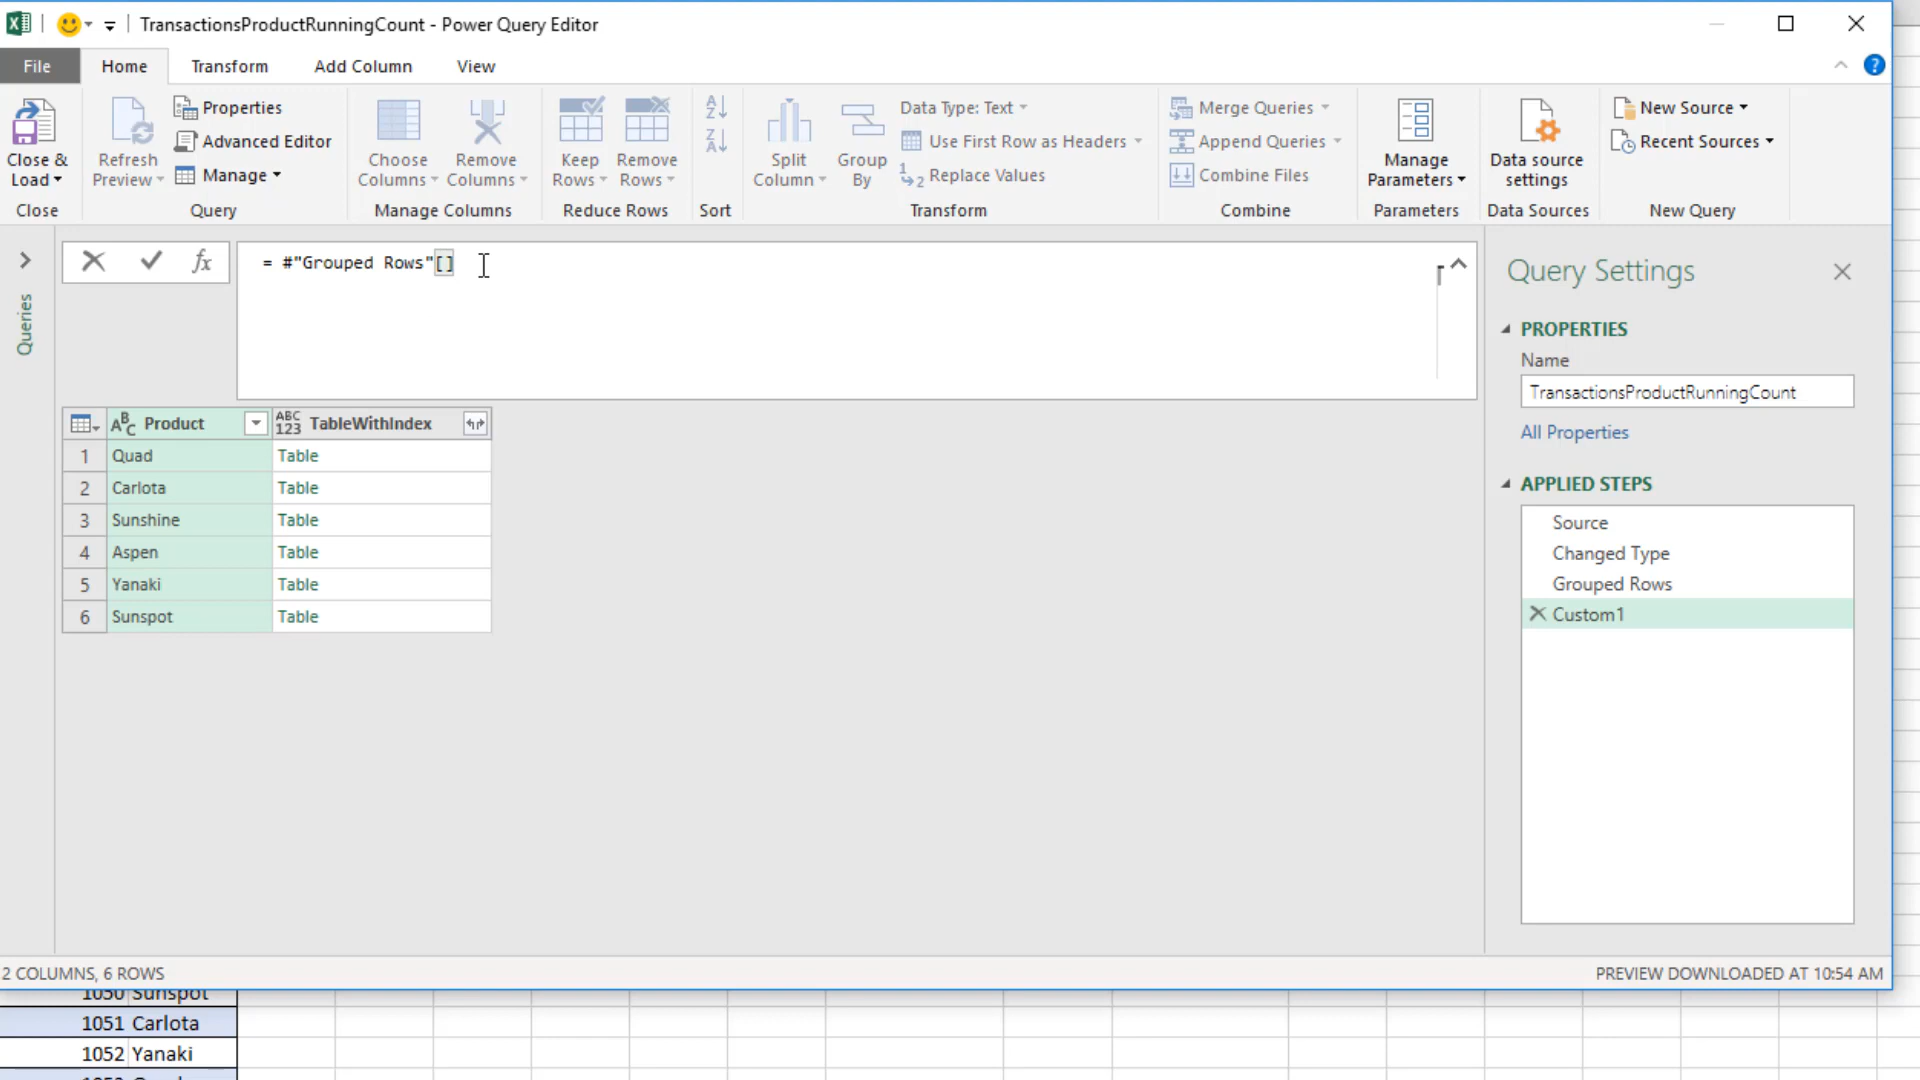 TransactionsProductRunningCount - Power Query Editor
File
Home
Transform
Add Column
View
Close & Load
Close
Refresh Preview
Properties
Advanced Editor
Manage
Query
Choose Columns
Remove Columns
Manage Columns
Keep Rows
Remove Rows
Reduce Rows
Sort
Split Column
Group By
Data Type: Text
Use First Row as Headers
Replace Values
Transform
Merge Queries
Append Queries
Combine Files
Combine
Manage Parameters
Parameters
Data source settings
Data Sources
New Source
Recent Sources
New Query
Queries
= #"Grouped Rows"[]
Product TableWithIndex
1 Quad Table
2 Carlota Table
3 Sunshine Table
4 Aspen Table
5 Yanaki Table
6 Sunspot Table
Query Settings
PROPERTIES
Name
TransactionsProductRunningCount
All Properties
APPLIED STEPS
Source
Changed Type
Grouped Rows
Custom1
2 COLUMNS, 6 ROWS
PREVIEW DOWNLOADED AT 10:54 AM
1050 Sunspot
1051 Carlota
1052 Yanaki